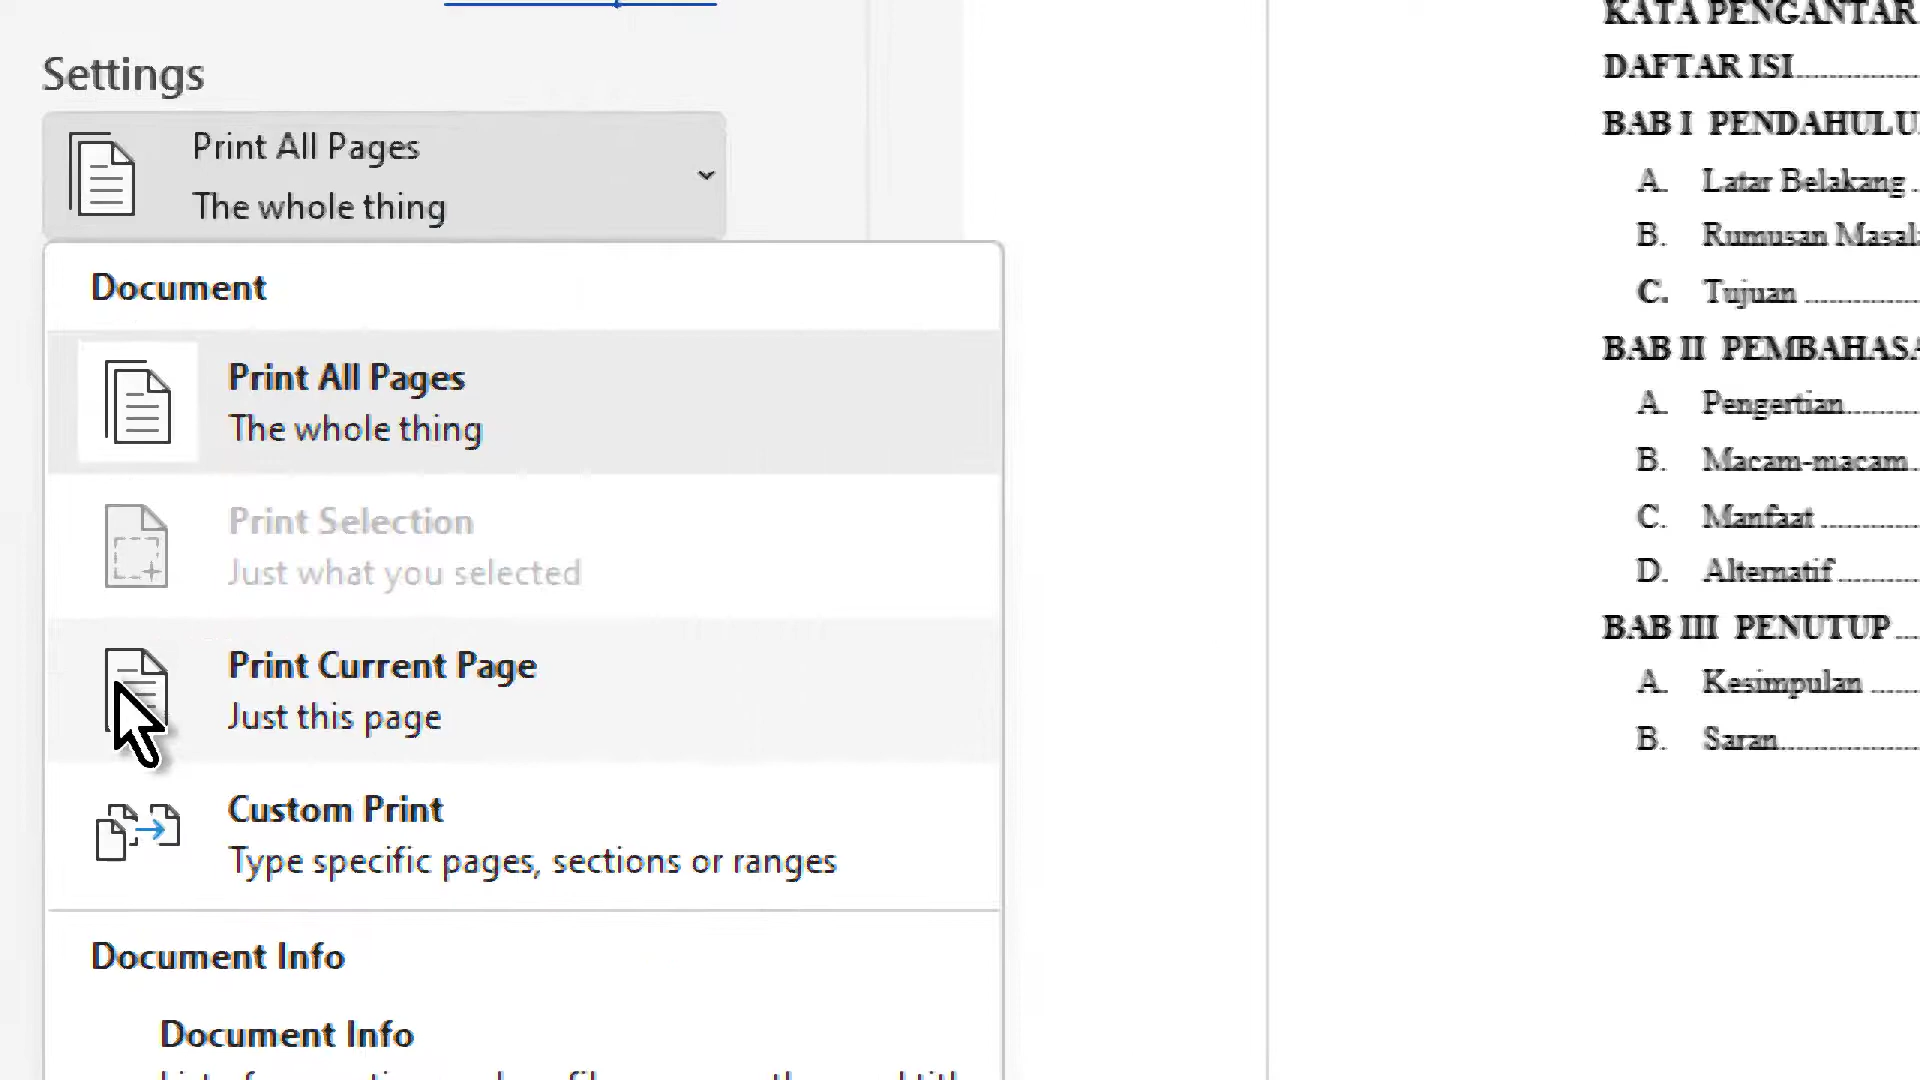 Settings
Print All Pages
The whole thing
Document
Print All Pages
The whole thing
Print Selection
Just what you selected
Print Current Page
Just this page
Custom Print
Type specific pages, sections or ranges
Document Info
Document Info
KATA PENGANTAR
DAFTAR ISI
BAB I PENDAHULU
A. Latar Belakang
B. Rumusan Masal
C. Tujuan
BAB II PEMBAHASA
A. Pengertian
B. Macam-macam
C. Manfaat
D. Alternatif
BAB III PENUTUP
A. Kesimpulan
B. Saran